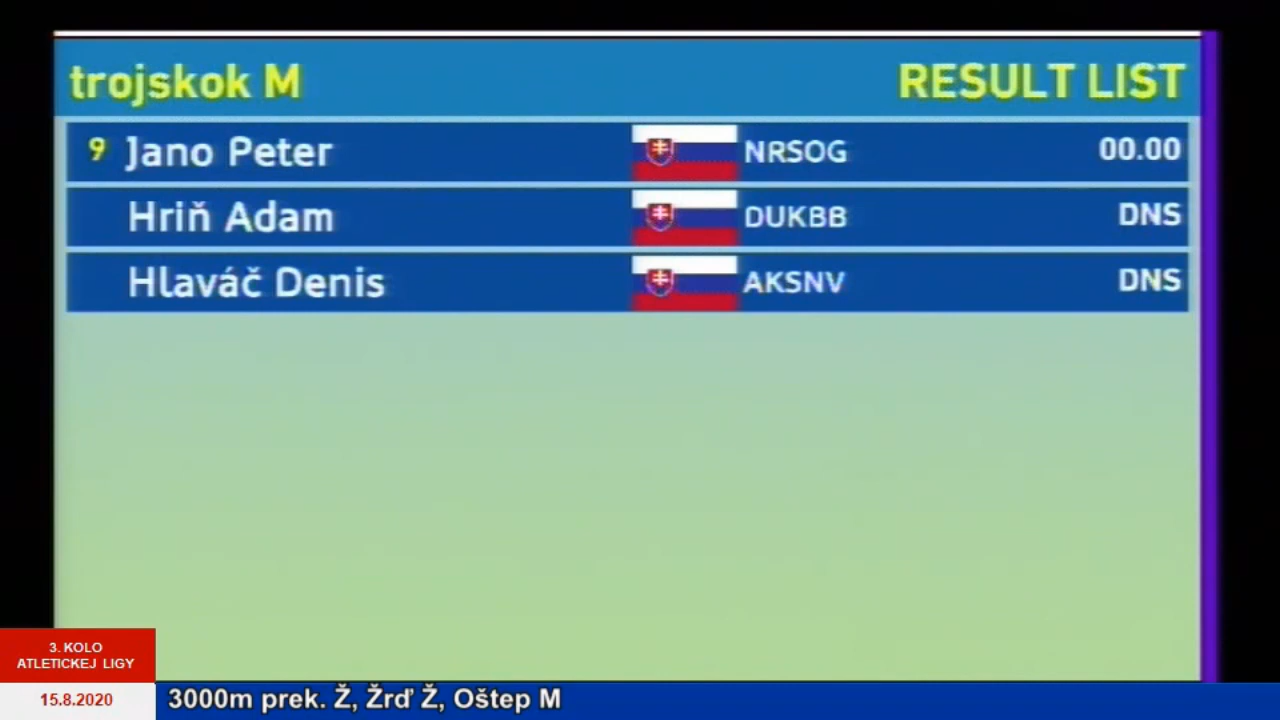 trojskok M RESULT LIST
9 Jano Peter NRSOG 00.00
Hriň Adam DUKBB DNS
Hlaváč Denis AKSNV DNS
3. KOLO
ATLETICKEJ LIGY
15.8.2020
3000m prek. Ž, Žrď Ž, Oštep M